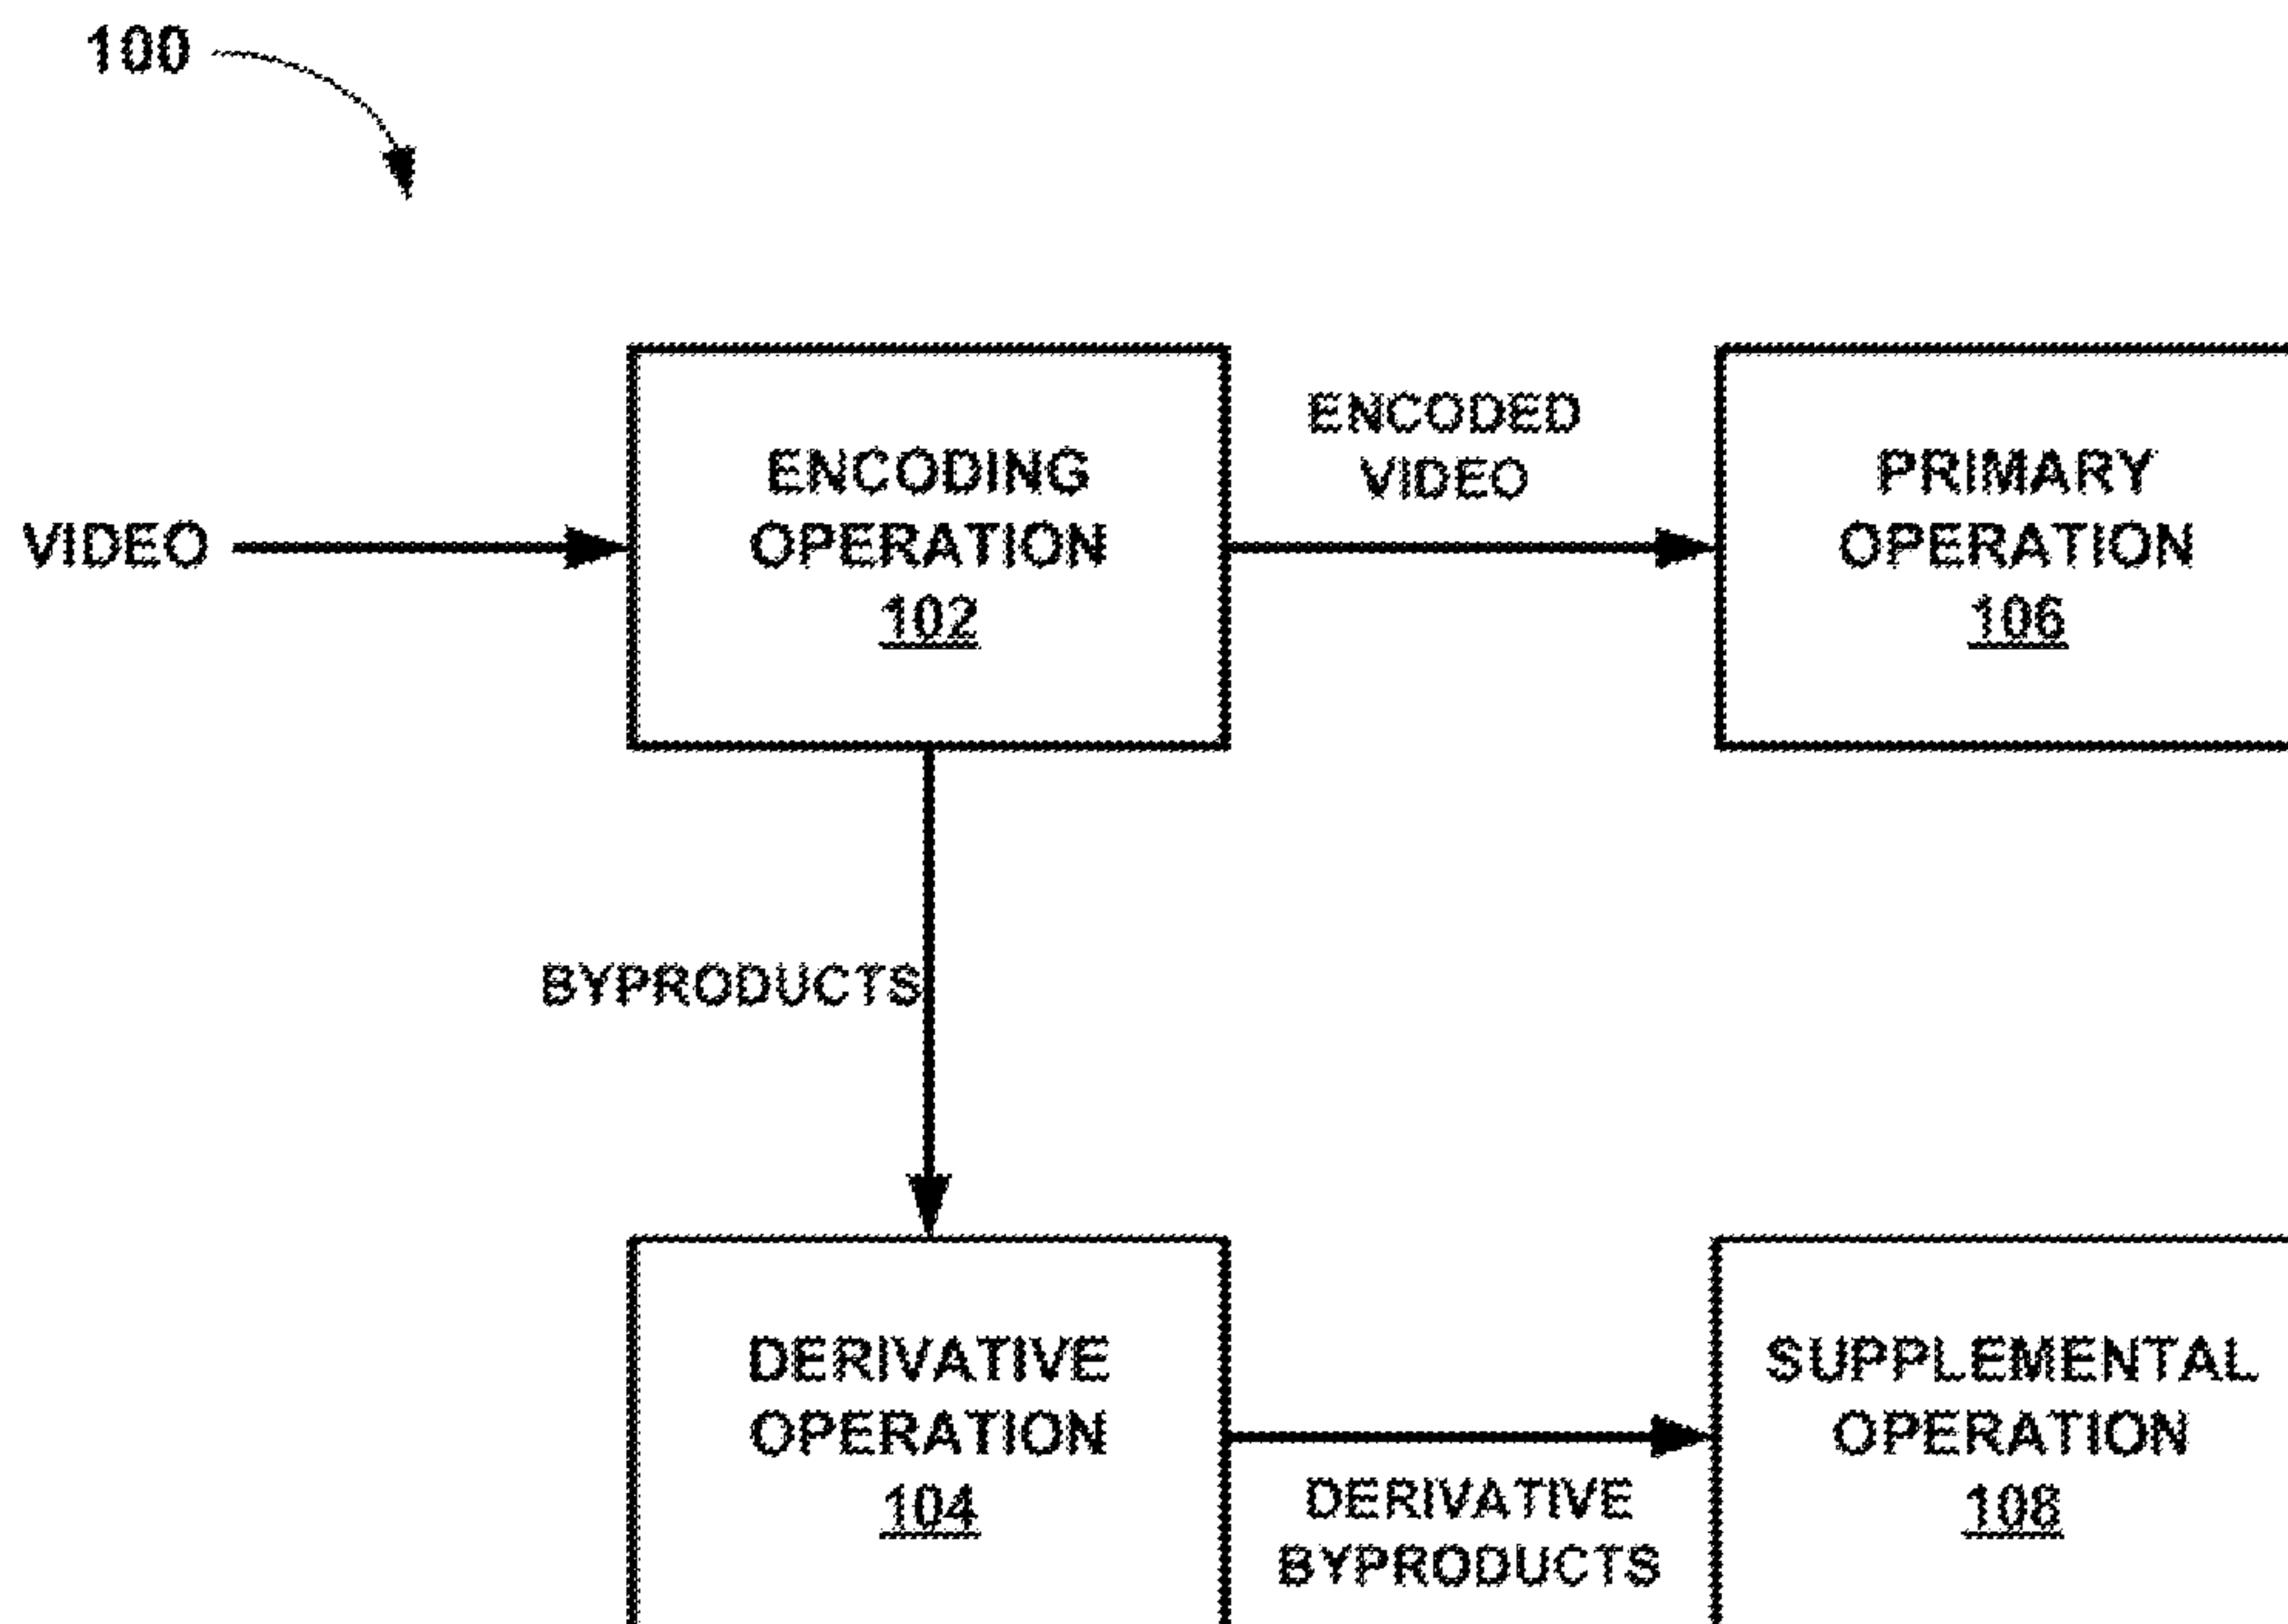 100
VIDEO
ENCODING
OPERATION
102
ENCODED
VIDEO
PRIMARY
OPERATION
106
BYPRODUCTS
DERIVATIVE
OPERATION
104
DERIVATIVE
BYPRODUCTS
SUPPLEMENTAL
OPERATION
108